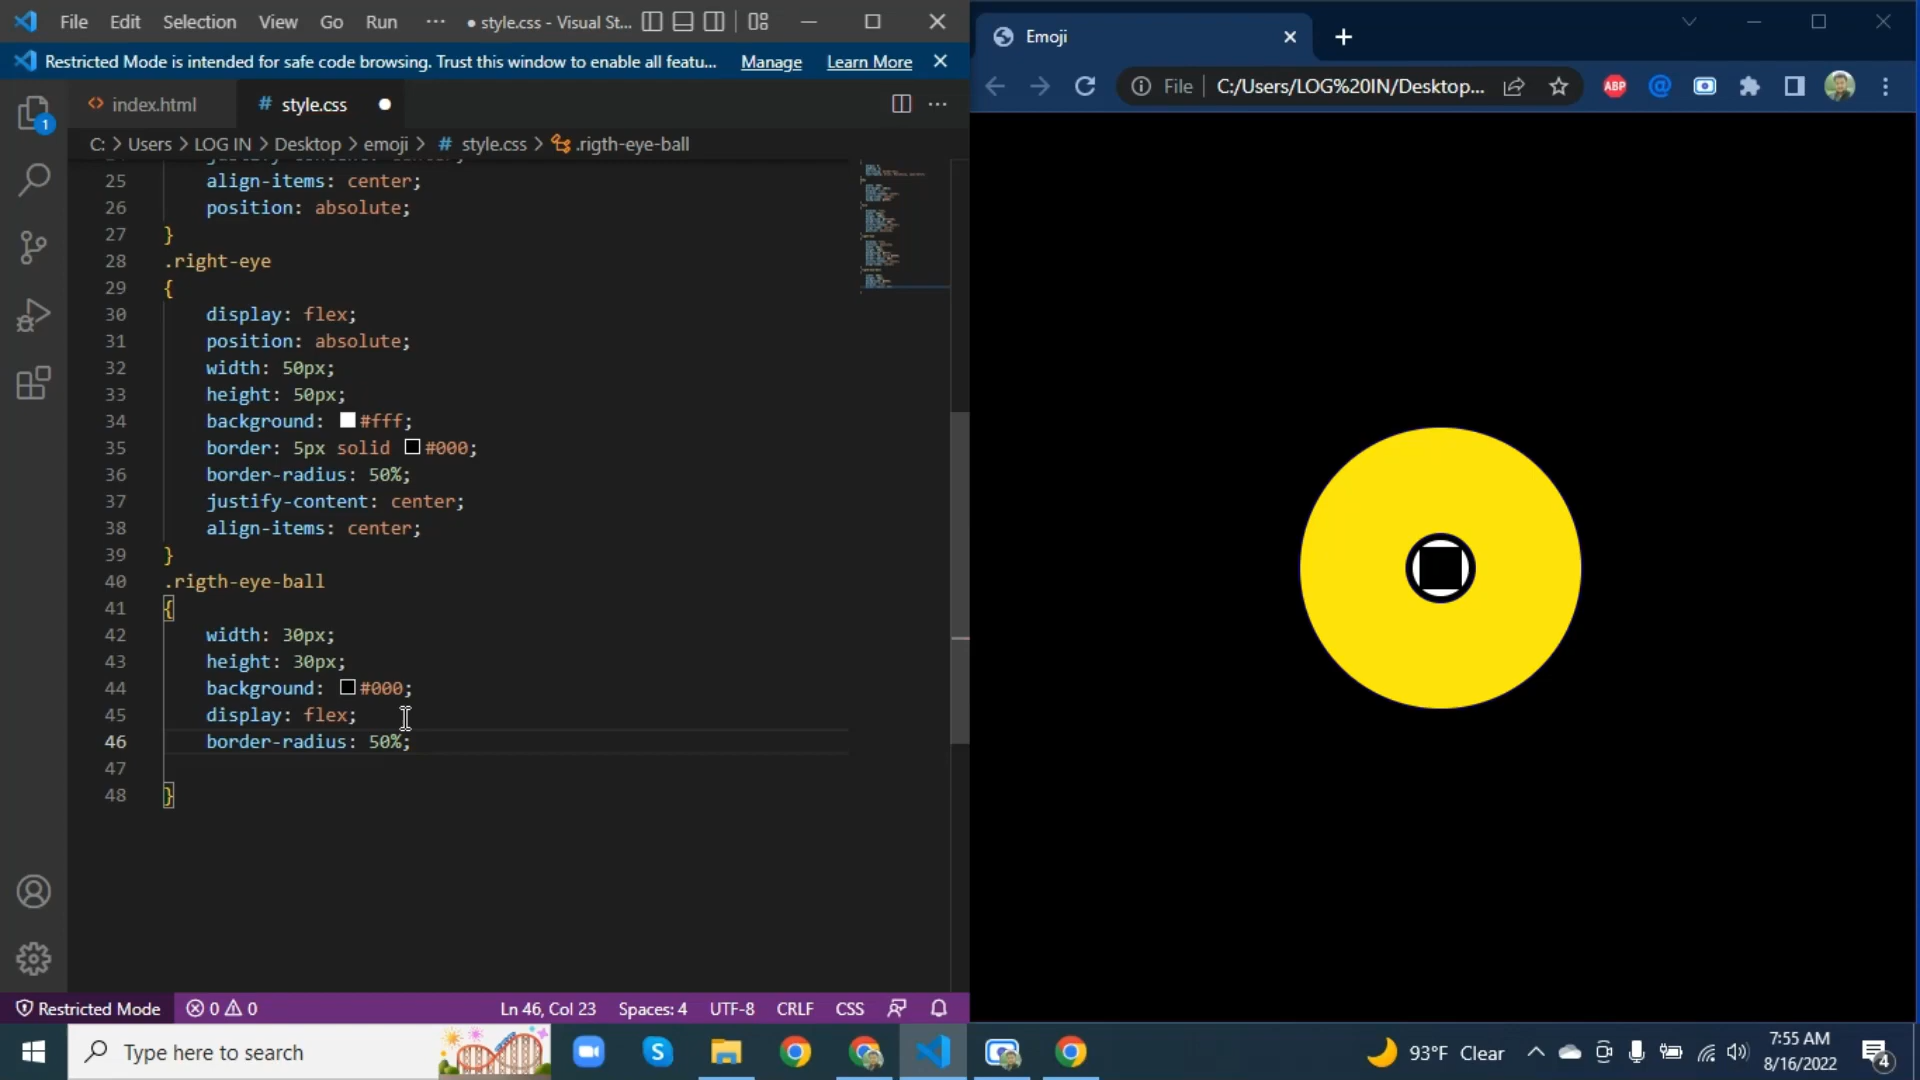 File Edit Selection View Go Run ··· ● style.css - Visual St...
Restricted Mode is intended for safe code browsing. Trust this window to enable all featu... Manage Learn More
index.html # style.css
C: > Users > LOG IN > Desktop > emoji > # style.css > .rigth-eye-ball
25 align-items: center;
26 position: absolute;
27 }
28 .right-eye
29 {
30 display: flex;
31 position: absolute;
32 width: 50px;
33 height: 50px;
34 background: #fff;
35 border: 5px solid #000;
36 border-radius: 50%;
37 justify-content: center;
38 align-items: center;
39 }
40 .rigth-eye-ball
41 {
42 width: 30px;
43 height: 30px;
44 background: #000;
45 display: flex;
46 border-radius: 50%;
47
48 }
1
Restricted Mode 0 0 Ln 46, Col 23 Spaces: 4 UTF-8 CRLF CSS
Emoji
File C:/Users/LOG%20IN/Desktop... ABP
Type here to search
93°F Clear
7:55 AM
8/16/2022
4